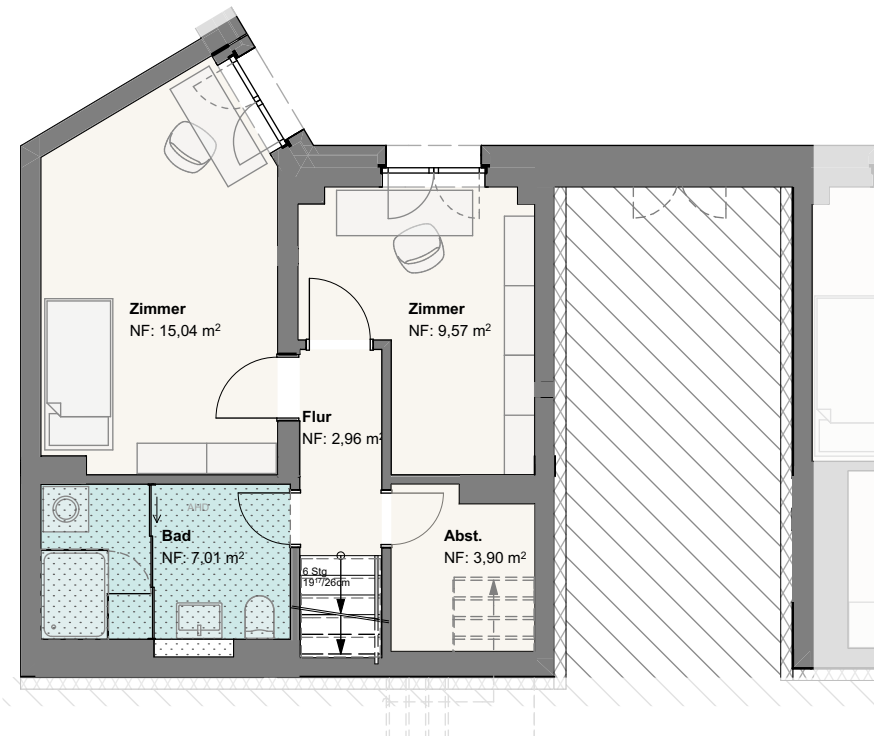 Zimmer
NF: 15,04 m²
Zimmer
NF: 9,57 m²
Flur
NF: 2,96 m²
AHD
Bad
NF: 7,01 m²
Abst.
NF: 3,90 m²
6 Stg
19¹⁷/26cm